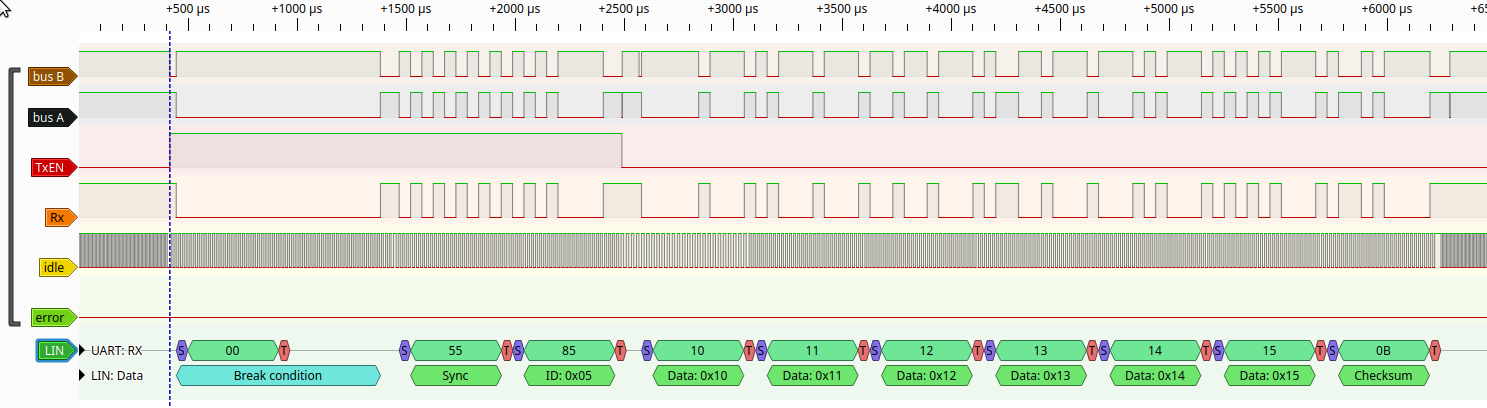 +500 µs +1000 µs +1500 µs +2000 µs +2500 µs +3000 µs +3500 µs +4000 µs +4500 µs +5000 µs +5500 µs +6000 µs +65
bus B
bus A
TxEN
Rx
idle
error
LIN UART: RX S 00 T S 55 T S 85 T S 10 T S 11 T S 12 T S 13 T S 14 T S 15 T S 0B T
LIN: Data Break condition Sync ID: 0x05 Data: 0x10 Data: 0x11 Data: 0x12 Data: 0x13 Data: 0x14 Data: 0x15 Checksum